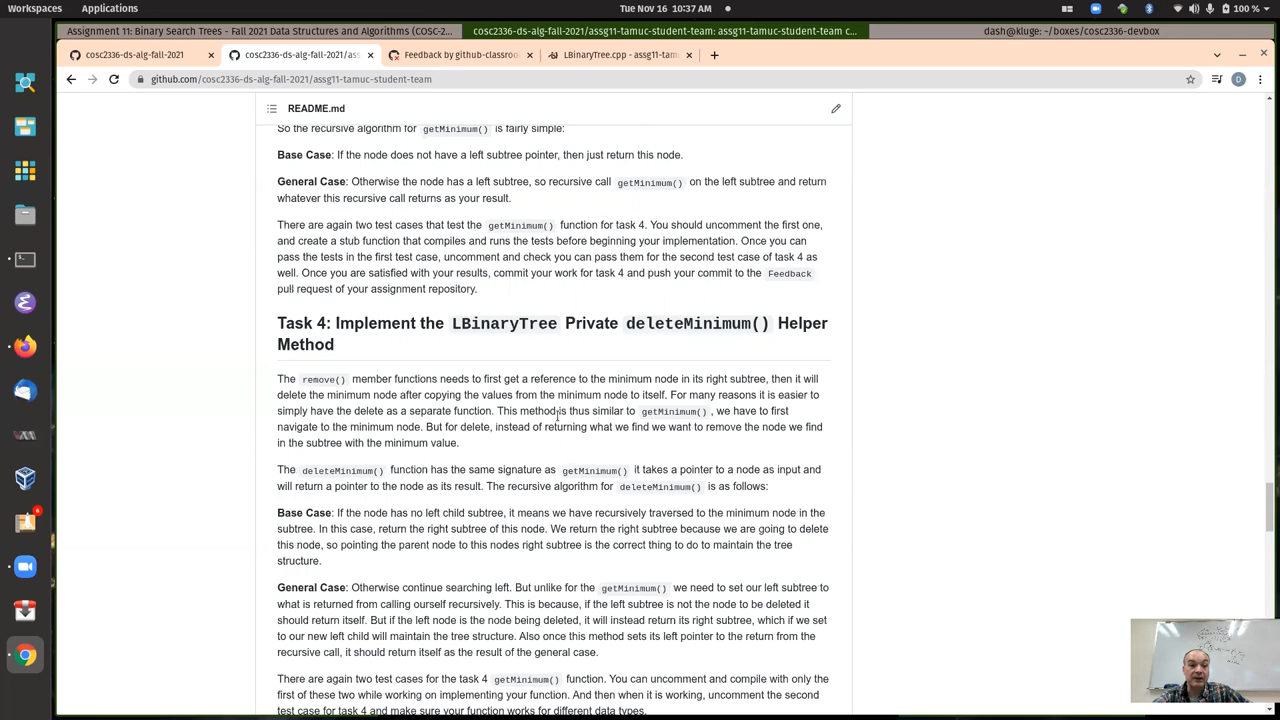 Workspaces Applications Tue Nov 16 10:37 AM 100 %
Assignment 11: Binary Search Trees - Fall 2021 Data Structures and Algorithms (COSC-2... cosc2336-ds-alg-fall-2021/assg11-tamuc-student-team: assg11-tamuc-student-team c... dash@kluge: ~/boxes/cosc2336-devbox
cosc2336-ds-alg-fall-2021 cosc2336-ds-alg-fall-2021/ass Feedback by github-classroo LBinaryTree.cpp - assg11-tam
github.com/cosc2336-ds-alg-fall-2021/assg11-tamuc-student-team D
README.md
So the recursive algorithm for getMinimum() is fairly simple:
Base Case: If the node does not have a left subtree pointer, then just return this node.
General Case: Otherwise the node has a left subtree, so recursive call getMinimum() on the left subtree and return
whatever this recursive call returns as your result.
There are again two test cases that test the getMinimum() function for task 4. You should uncomment the first one,
and create a stub function that compiles and runs the tests before beginning your implementation. Once you can
pass the tests in the first test case, uncomment and check you can pass them for the second test case of task 4 as
well. Once you are satisfied with your results, commit your work for task 4 and push your commit to the Feedback
pull request of your assignment repository.
Task 4: Implement the LBinaryTree Private deleteMinimum() Helper
Method
The remove() member functions needs to first get a reference to the minimum node in its right subtree, then it will
delete the minimum node after copying the values from the minimum node to itself. For many reasons it is easier to
simply have the delete as a separate function. This method is thus similar to getMinimum() , we have to first
navigate to the minimum node. But for delete, instead of returning what we find we want to remove the node we find
in the subtree with the minimum value.
The deleteMinimum() function has the same signature as getMinimum() it takes a pointer to a node as input and
will return a pointer to the node as its result. The recursive algorithm for deleteMinimum() is as follows:
Base Case: If the node has no left child subtree, it means we have recursively traversed to the minimum node in the
subtree. In this case, return the right subtree of this node. We return the right subtree because we are going to delete
this node, so pointing the parent node to this nodes right subtree is the correct thing to do to maintain the tree
structure.
General Case: Otherwise continue searching left. But unlike for the getMinimum() we need to set our left subtree to
what is returned from calling ourself recursively. This is because, if the left subtree is not the node to be deleted it
should return itself. But if the left node is the node being deleted, it will instead return its right subtree, which if we set
to our new left child will maintain the tree structure. Also once this method sets its left pointer to the return from the
recursive call, it should return itself as the result of the general case.
There are again two test cases for the task 4 getMinimum() function. You can uncomment and compile with only the
first of these two while working on implementing your function. And then when it is working, uncomment the second
test case for task 4 and make sure your function works for different data types.